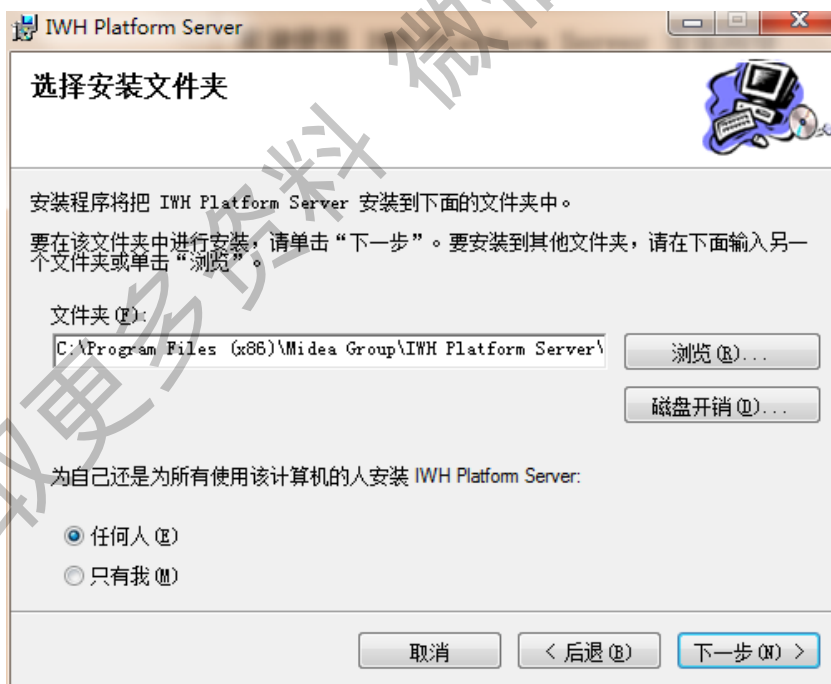 IWH Platform Server
选择安装文件夹
安装程序将把 IWH Platform Server 安装到下面的文件夹中。
要在该文件夹中进行安装，请单击“下一步”。要安装到其他文件夹，请在下面输入另一
个文件夹或单击“浏览”。
文件夹(F):
C:\Program Files (x86)\Midea Group\IWH Platform Server\
浏览(R)...
磁盘开销(D)...
为自己还是为所有使用该计算机的人安装 IWH Platform Server:
任何人(E)
只有我(M)
取消
< 后退(B)
下一步(N) >
取更多资料 微